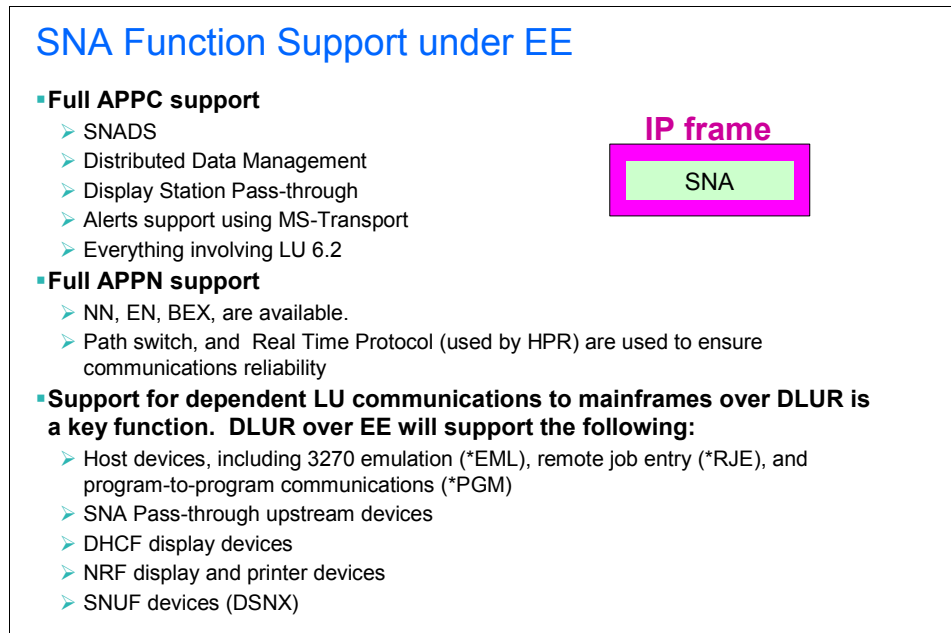 SNA Function Support under EE
▪Full APPC support
➢ SNADS
➢ Distributed Data Management
➢ Display Station Pass-through
➢ Alerts support using MS-Transport
➢ Everything involving LU 6.2
IP frame
SNA
▪Full APPN support
➢ NN, EN, BEX, are available.
➢ Path switch, and Real Time Protocol (used by HPR) are used to ensure
communications reliability
▪Support for dependent LU communications to mainframes over DLUR is
a key function. DLUR over EE will support the following:
➢ Host devices, including 3270 emulation (*EML), remote job entry (*RJE), and
program-to-program communications (*PGM)
➢ SNA Pass-through upstream devices
➢ DHCF display devices
➢ NRF display and printer devices
➢ SNUF devices (DSNX)